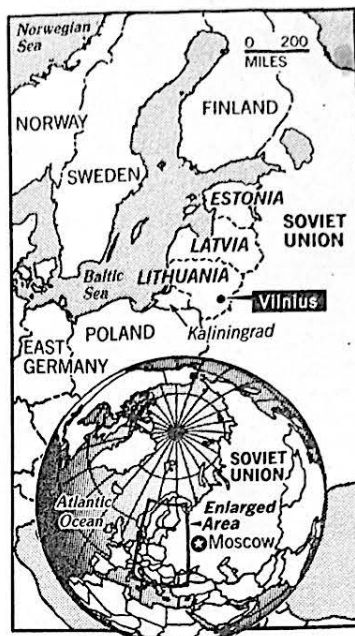 Norwegian
Sea
0 200
MILES
FINLAND
NORWAY
SWEDEN
ESTONIA
SOVIET
UNION
LATVIA
Baltic
Sea
LITHUANIA
Vilnius
Kaliningrad
POLAND
EAST
GERMANY
SOVIET
UNION
Atlantic
Ocean
Enlarged
Area
Moscow